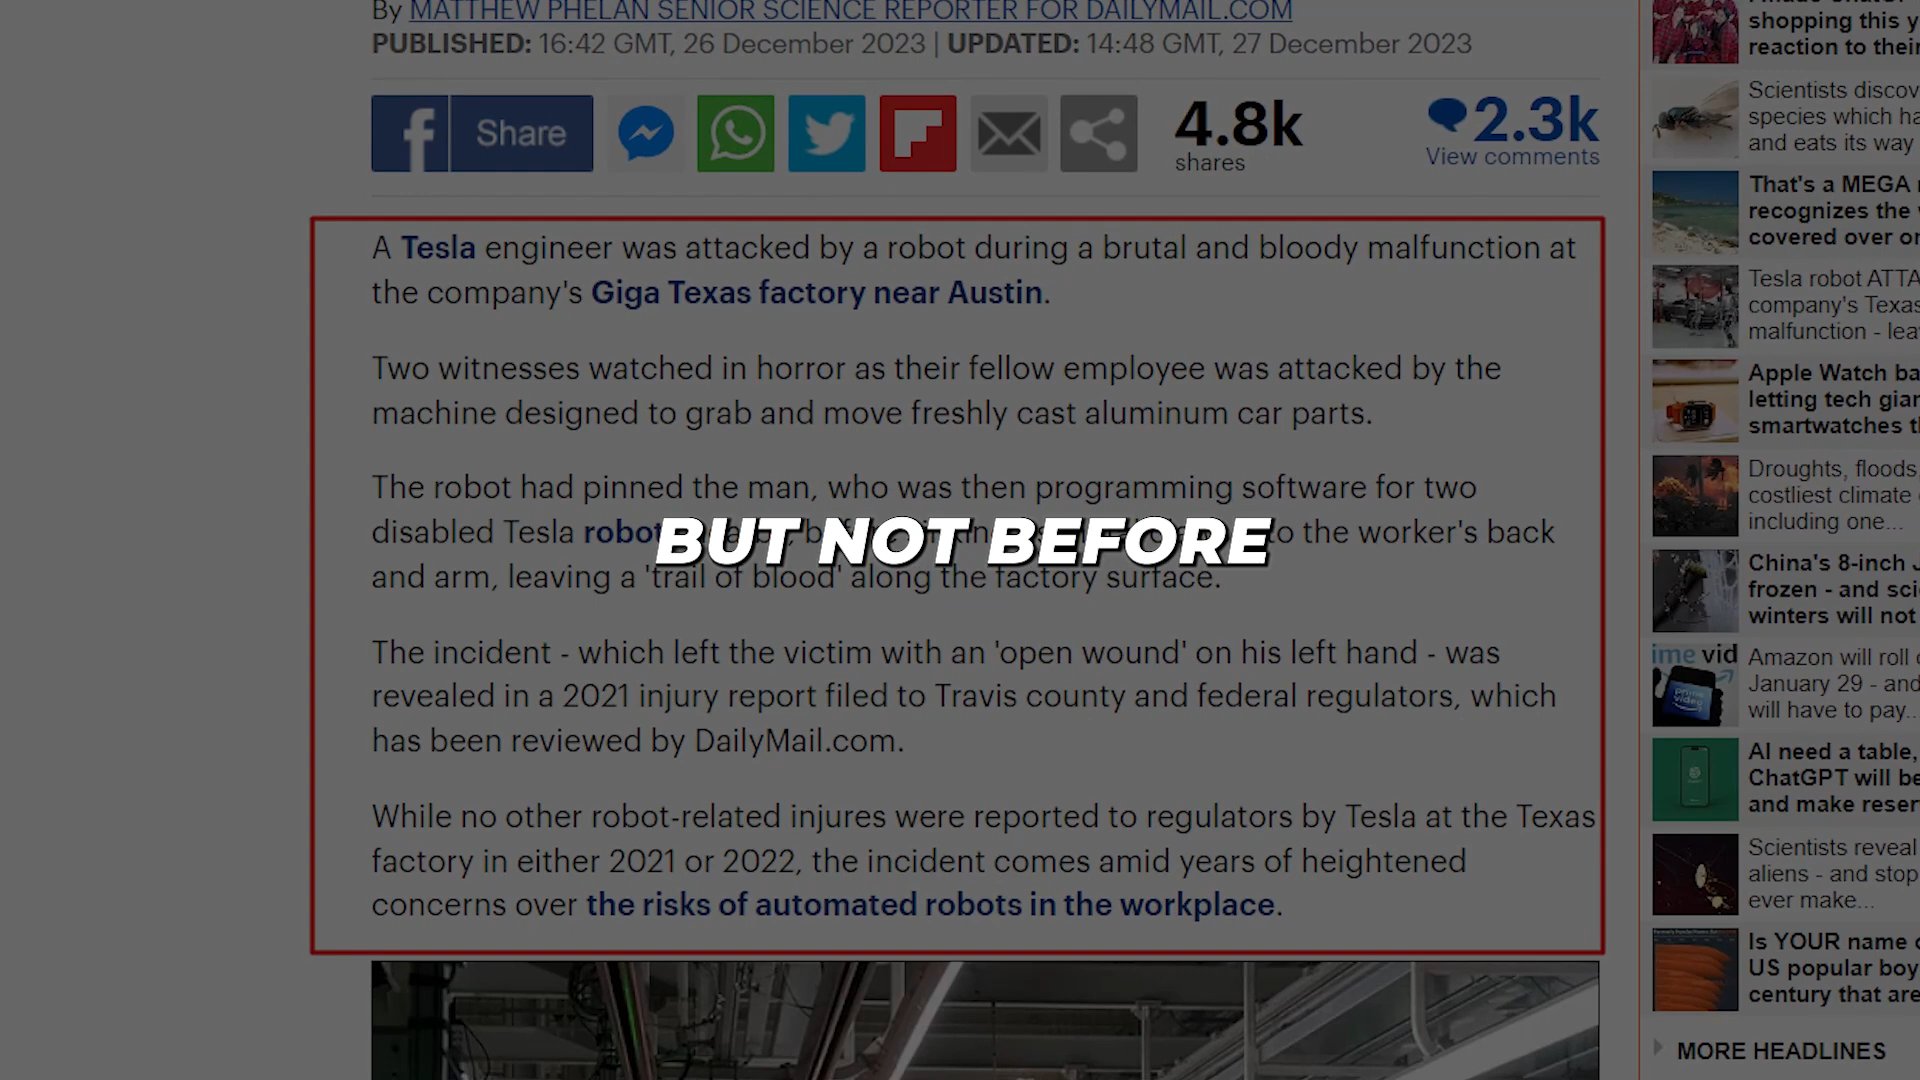 By MATTHEW PHELAN SENIOR SCIENCE REPORTER FOR DAILYMAIL.COM
PUBLISHED: 16:42 GMT, 26 December 2023 | UPDATED: 14:48 GMT, 27 December 2023
f Share
4.8k
shares
2.3k
View comments
A Tesla engineer was attacked by a robot during a brutal and bloody malfunction at
the company's Giga Texas factory near Austin.
Two witnesses watched in horror as their fellow employee was attacked by the
machine designed to grab and move freshly cast aluminum car parts.
The robot had pinned the man, who was then programming software for two
disabled Tesla to the worker's back
BUT NOT BEFORE
and arm, leaving a 'trail of blood' along the factory surface.
The incident - which left the victim with an 'open wound' on his left hand - was
revealed in a 2021 injury report filed to Travis county and federal regulators, which
has been reviewed by DailyMail.com.
While no other robot-related injures were reported to regulators by Tesla at the Texas
factory in either 2021 or 2022, the incident comes amid years of heightened
concerns over the risks of automated robots in the workplace.
shopping this y
reaction to their
Scientists discov
species which ha
and eats its way
That's a MEGA
recognizes the
covered over
Tesla robot ATTA
company's Texas
malfunction - lea
Apple Watch ba
letting tech gian
smartwatches th
Droughts, floods
costliest climate
including one...
China's 8-inch
frozen - and sci
winters will not
ime vid
prime video
Amazon will roll
January 29 - and
will have to pay...
AI need a table,
ChatGPT will be
and make reser
Scientists reveal
aliens - and stop
ever make...
Is YOUR name
US popular boy
century that are
MORE HEADLINES